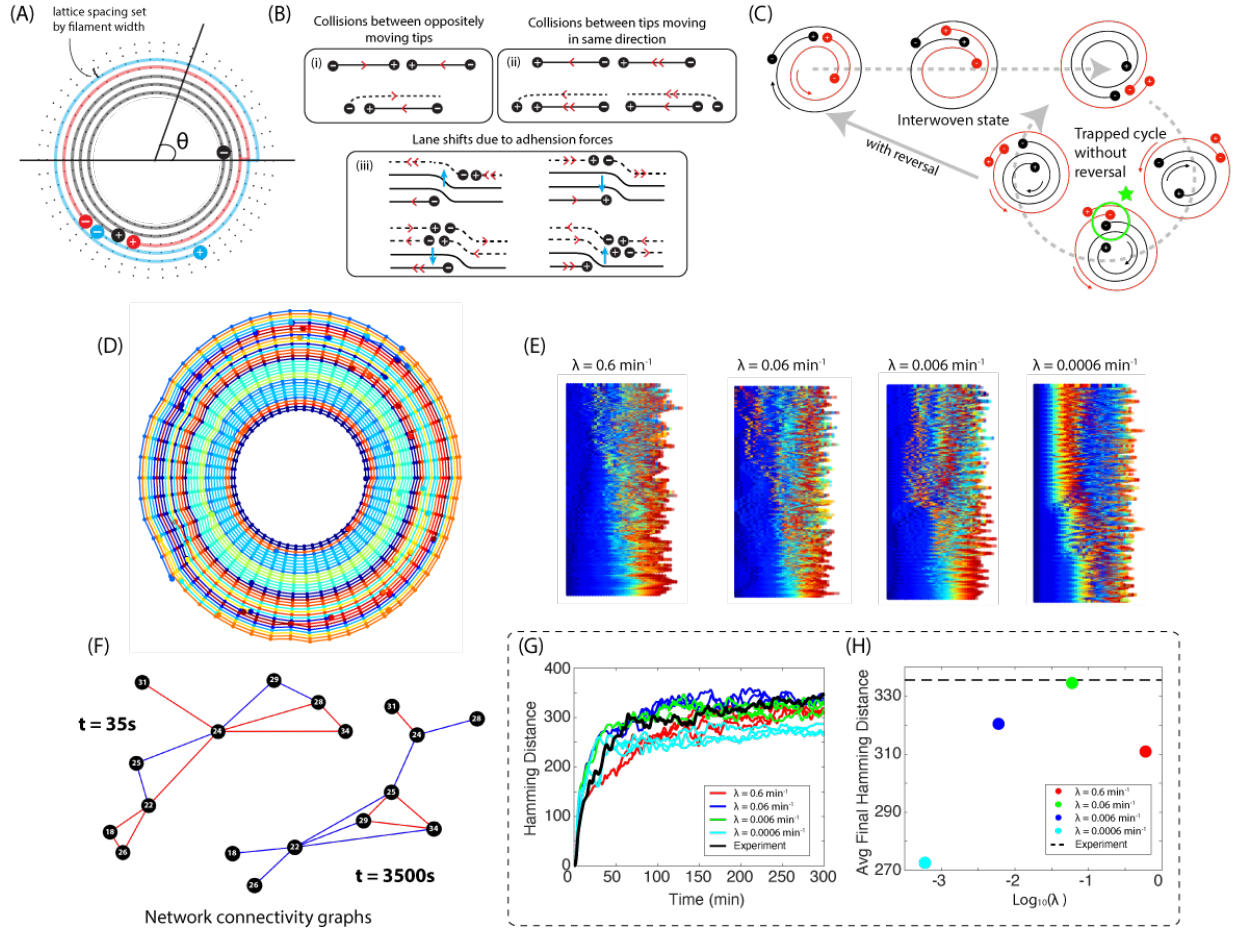 (A)
lattice spacing set
by filament width
θ
(B)
Collisions between oppositely
moving tips
Collisions between tips moving
in same direction
(i)
(ii)
Lane shifts due to adhension forces
(iii)
(C)
Interwoven state
with reversal
Trapped cycle
without
reversal
(D)
(E)
λ = 0.6 min⁻¹
λ = 0.06 min⁻¹
λ = 0.006 min⁻¹
λ = 0.0006 min⁻¹
(F)
t = 35s
31
29
28
24
34
25
22
18
26
31
28
24
25
29
34
22
18
26
t = 3500s
Network connectivity graphs
(G)
Hamming Distance
400
300
250
200
150
100
0
0
50
100
150
200
250
300
Time (min)
λ = 0.6 min⁻¹
λ = 0.06 min⁻¹
λ = 0.006 min⁻¹
λ = 0.0006 min⁻¹
Experiment
(H)
Avg Final Hamming Distance
330
310
290
270
-3
-2
-1
0
Log₁₀(λ )
λ = 0.6 min⁻¹
λ = 0.06 min⁻¹
λ = 0.006 min⁻¹
λ = 0.0006 min⁻¹
Experiment